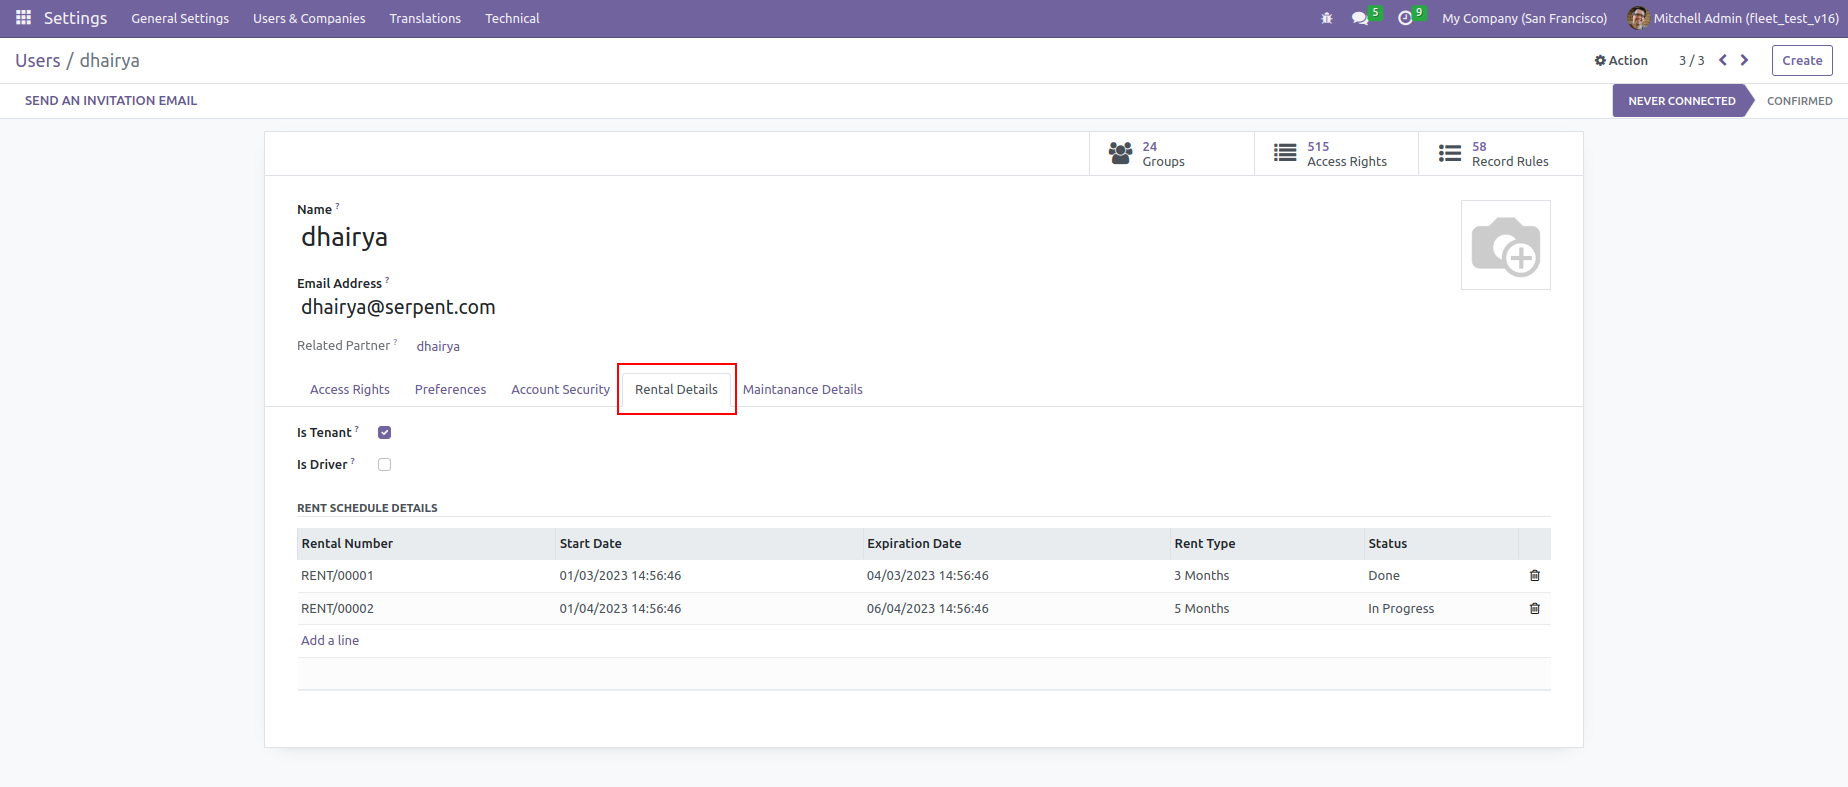 Settings General Settings Users & Companies Translations Technical 5 9 My Company (San Francisco) Mitchell Admin (fleet_test_v16)
Users / dhairya Action 3 / 3 Create
SEND AN INVITATION EMAIL NEVER CONNECTED CONFIRMED
24 515 58
Groups Access Rights Record Rules
Name ?
dhairya
Email Address ?
dhairya@serpent.com
Related Partner ? dhairya
Access Rights Preferences Account Security Rental Details Maintanance Details
Is Tenant ?
Is Driver ?
RENT SCHEDULE DETAILS
Rental Number Start Date Expiration Date Rent Type Status
RENT/00001 01/03/2023 14:56:46 04/03/2023 14:56:46 3 Months Done
RENT/00002 01/04/2023 14:56:46 06/04/2023 14:56:46 5 Months In Progress
Add a line